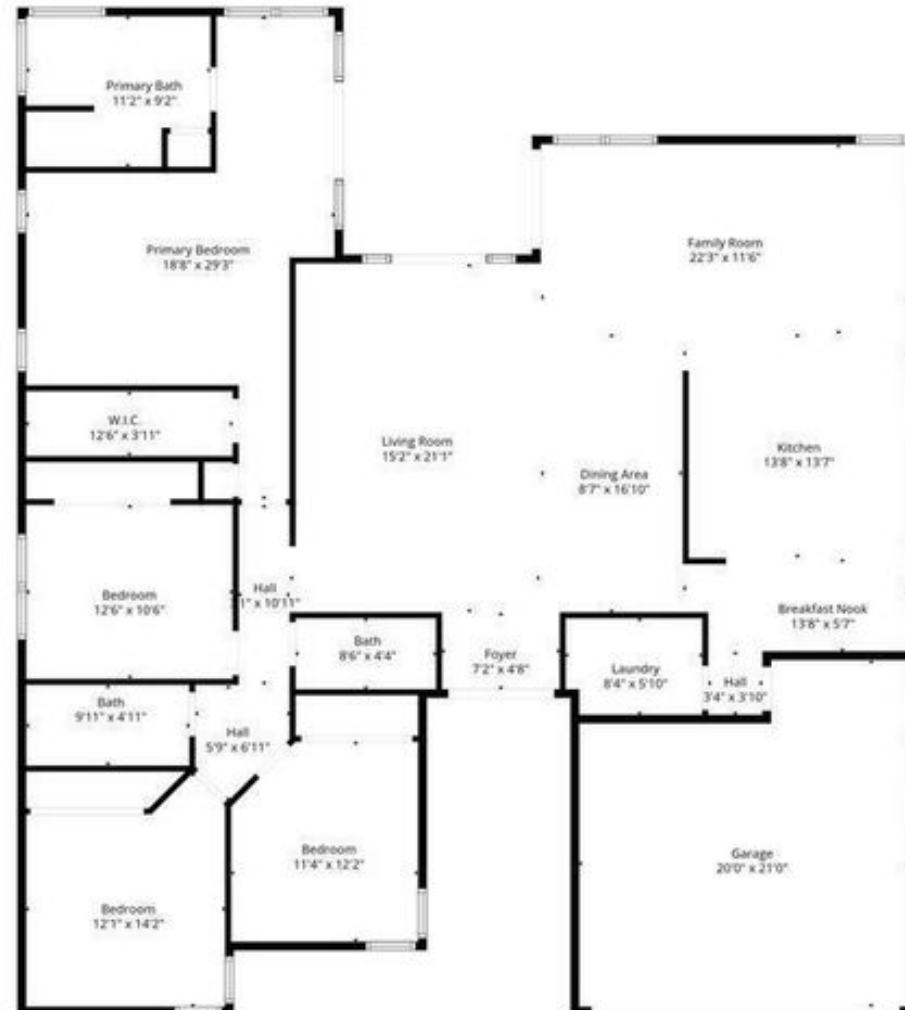 Primary Bath
11'2" x 9'2"
Primary Bedroom
18'8" x 29'3"
Family Room
22'3" x 11'6"
W.I.C.
12'6" x 3'11"
Living Room
15'2" x 21'1"
Dining Area
8'7" x 16'10"
Kitchen
13'8" x 13'7"
Bedroom
12'6" x 10'6"
Hall
1" x 10'11"
Bath
8'6" x 4'4"
Foyer
7'2" x 4'8"
Laundry
8'4" x 5'10"
Breakfast Nook
13'8" x 5'7"
Hall
3'4" x 3'10"
Bath
9'11" x 4'11"
Hall
5'9" x 6'11"
Bedroom
11'4" x 12'2"
Garage
20'0" x 21'0"
Bedroom
12'1" x 14'2"